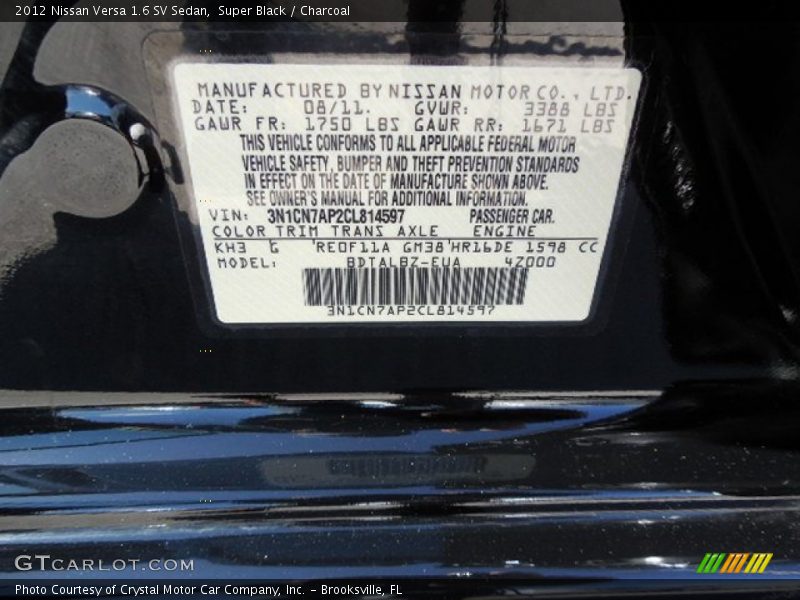 2012 Nissan Versa 1.6 SV Sedan,  Super Black / Charcoal
MANUFACTURED BY NISSAN MOTOR CO., LTD.
DATE: 08/11. GVWR: 3388 LBS
GAWR FR: 1750 LBS GAWR RR: 1671 LBS
THIS VEHICLE CONFORMS TO ALL APPLICABLE FEDERAL MOTOR
VEHICLE SAFETY, BUMPER AND THEFT PREVENTION STANDARDS
IN EFFECT ON THE DATE OF MANUFACTURE SHOWN ABOVE.
SEE OWNER'S MANUAL FOR ADDITIONAL INFORMATION.
VIN: 3N1CN7AP2CL814597 PASSENGER CAR.
COLOR TRIM TRANS AXLE ENGINE
KH3 G RE0F11A GM38 HR16DE 1598 CC
MODEL: BDTALBZ-EUA 4Z000
3N1CN7AP2CL814597
GTCARLOT.COM
Photo Courtesy of Crystal Motor Car Company, Inc. – Brooksville, FL